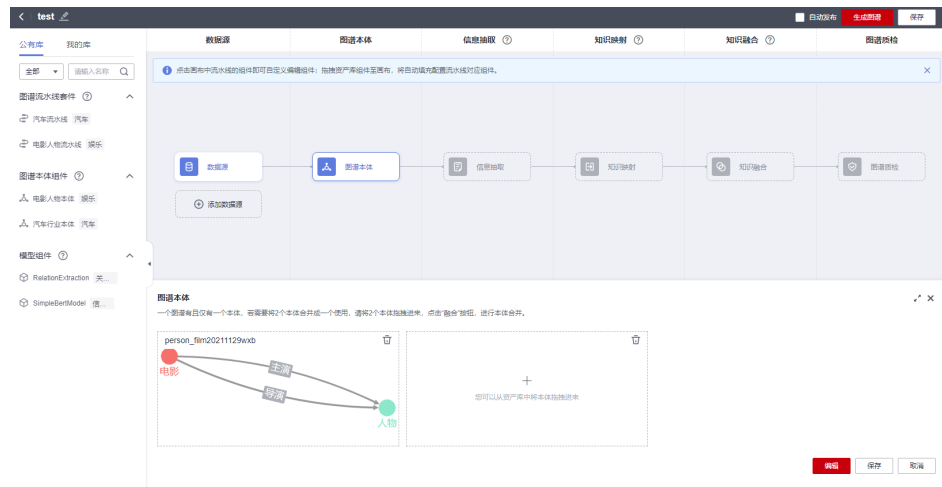 test
自动发布 生成图谱 保存
公有库 我的库
全部 请输入名称
图谱流水线套件
汽车流水线 汽车
电影人物流水线 娱乐
图谱本体组件
电影人物本体 娱乐
汽车行业本体 汽车
模型组件
RelationExtraction 关...
SimpleBertModel 信...
数据源 图谱本体 信息抽取 知识映射 知识融合 图谱质检
点击画布中流水线的组件即可自定义编辑组件；拖拽资产库组件至画布，将自动填充配置流水线对应组件。
数据源 图谱本体 信息抽取 知识映射 知识融合 图谱质检
添加数据源
图谱本体
一个图谱有且仅有一个本体，若需要将2个本体合并成一个使用，请将2个本体拖拽进来，点击"融合"按钮，进行本体合并。
person_film20211129wxb
电影
主演
导演
人物
您可以从资产库中将本体拖拽进来
编辑 保存 取消